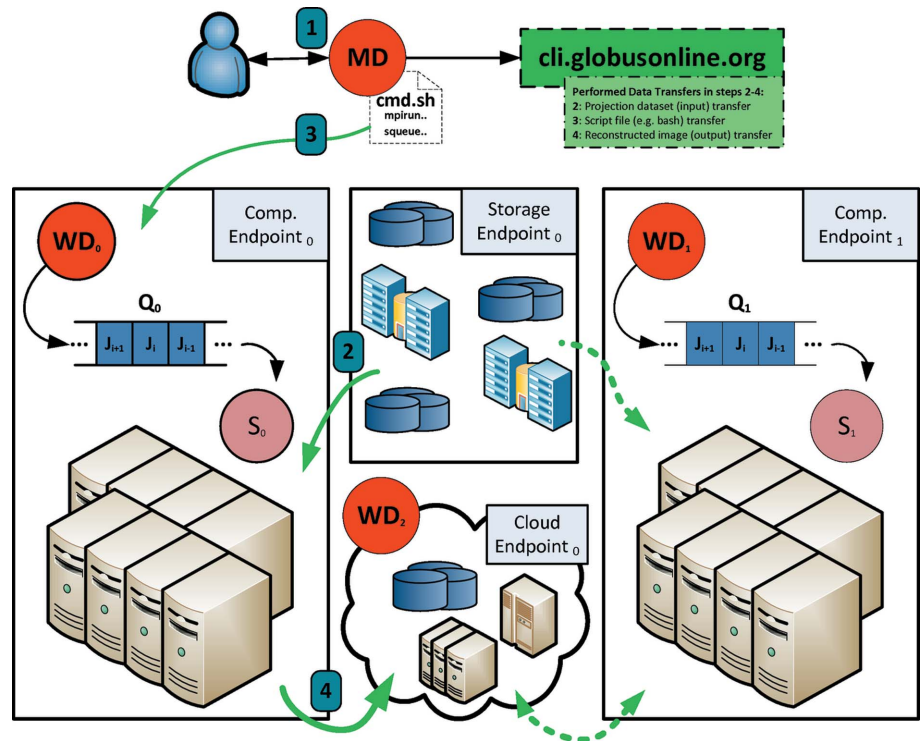 1
MD
cli.globusonline.org
Performed Data Transfers in steps 2-4:
2: Projection dataset (input) transfer
3: Script file (e.g. bash) transfer
4: Reconstructed image (output) transfer
cmd.sh
mpirun..
squeue..
3
Comp.
Endpoint 0
WD0
Q0
... Ji+1 Ji Ji-1 ...
S0
Storage
Endpoint 0
2
Comp.
Endpoint 1
WD1
Q1
... Ji+1 Ji Ji-1 ...
S1
WD2
Cloud
Endpoint 0
4